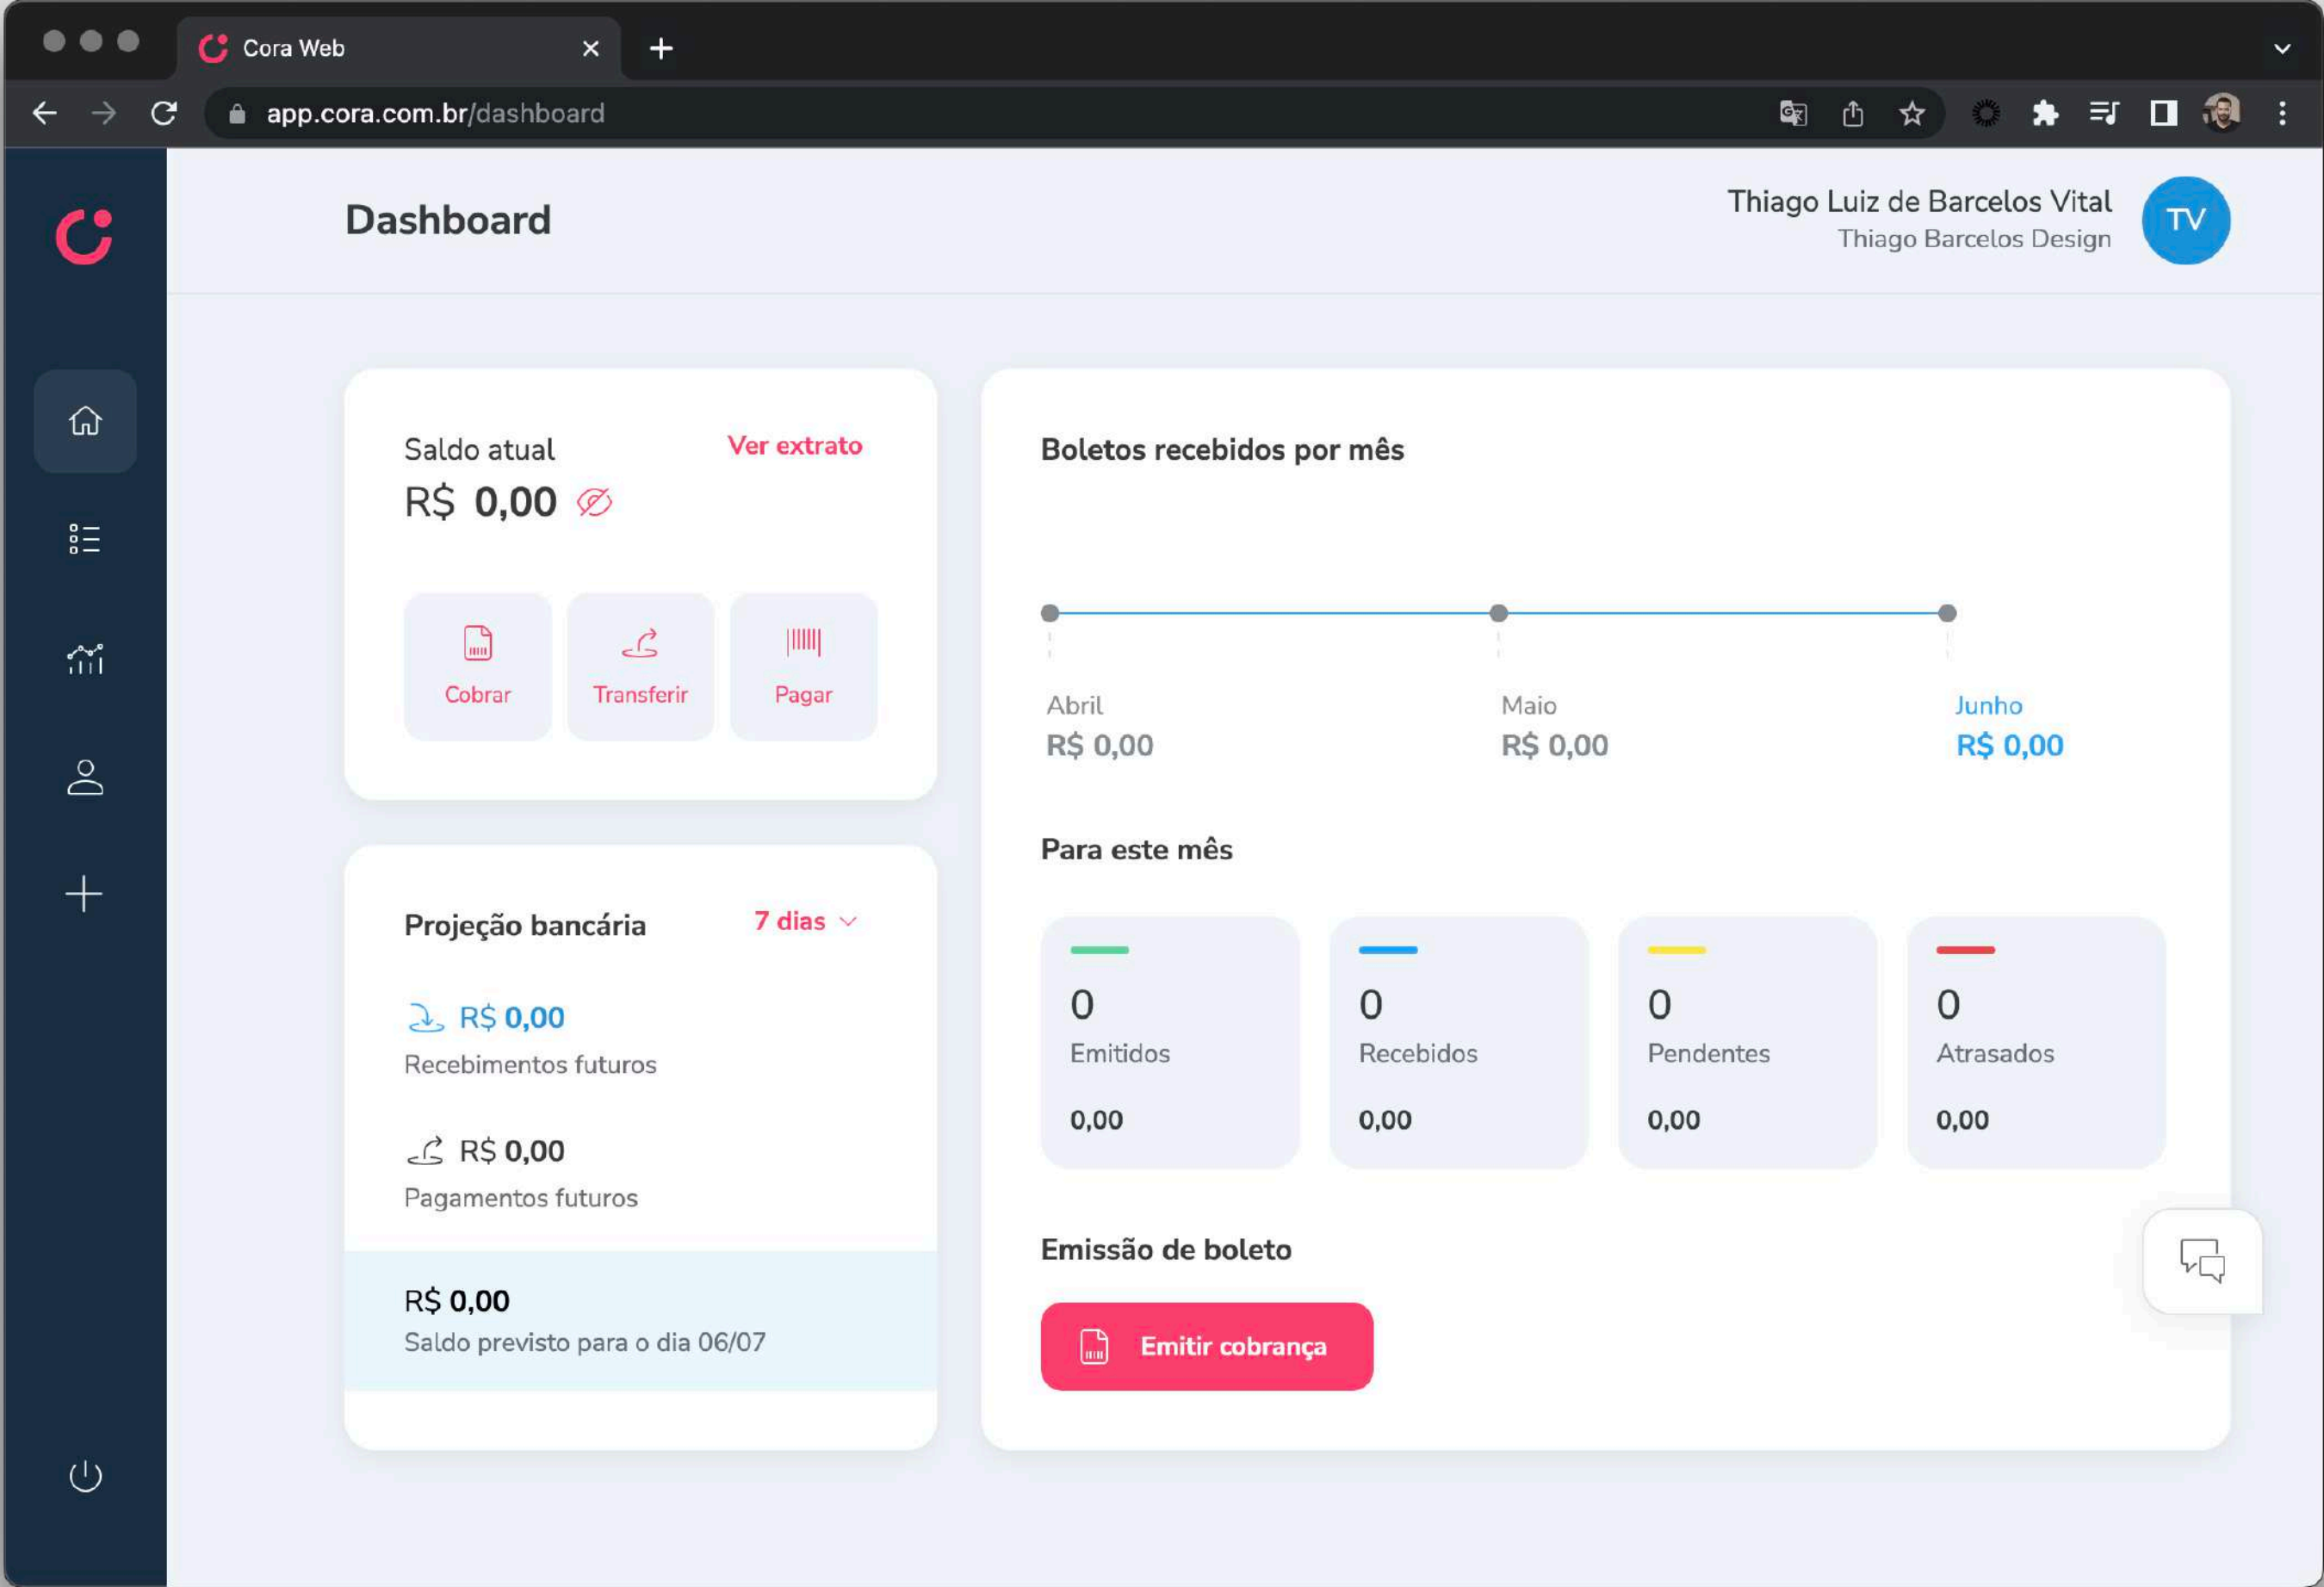 Cora Web
app.cora.com.br/dashboard
Dashboard
Thiago Luiz de Barcelos Vital
Thiago Barcelos Design
TV
Saldo atual
Ver extrato
R$ 0,00
Cobrar
Transferir
Pagar
Projeção bancária
7 dias
R$ 0,00
Recebimentos futuros
R$ 0,00
Pagamentos futuros
R$ 0,00
Saldo previsto para o dia 06/07
Boletos recebidos por mês
Abril
R$ 0,00
Maio
R$ 0,00
Junho
R$ 0,00
Para este mês
0
Emitidos
0,00
0
Recebidos
0,00
0
Pendentes
0,00
0
Atrasados
0,00
Emissão de boleto
Emitir cobrança